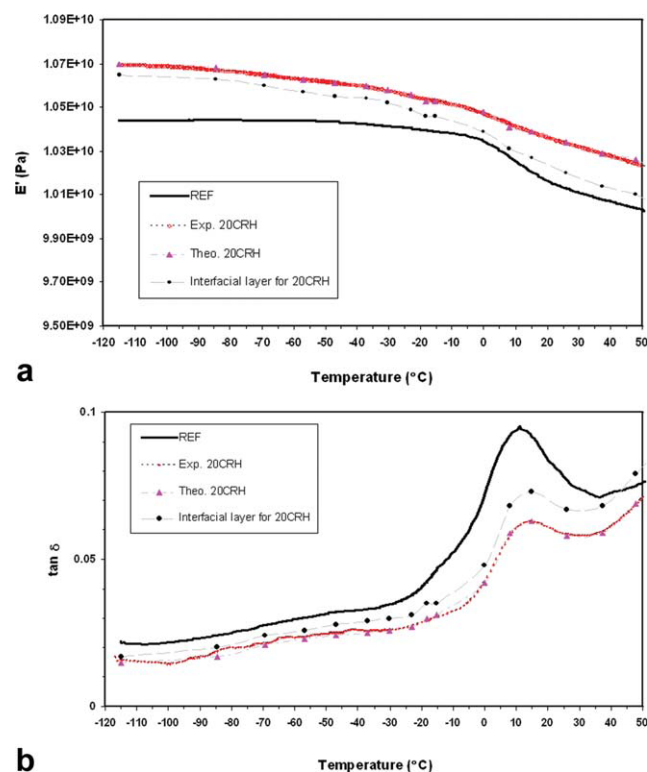 1.09E+10
1.07E+10
1.05E+10
1.03E+10
1.01E+10
9.90E+09
9.70E+09
9.50E+09
E' (Pa)
REF
Exp. 20CRH
Theo. 20CRH
Interfacial layer for 20CRH
-120 -110 -100 -90 -80 -70 -60 -50 -40 -30 -20 -10 0 10 20 30 40 50
Temperature (°C)
a
0.1
0.05
0
tan δ
REF
Exp. 20CRH
Theo. 20CRH
Interfacial layer for 20CRH
-120 -110 -100 -90 -80 -70 -60 -50 -40 -30 -20 -10 0 10 20 30 40 50
Temperature (°C)
b